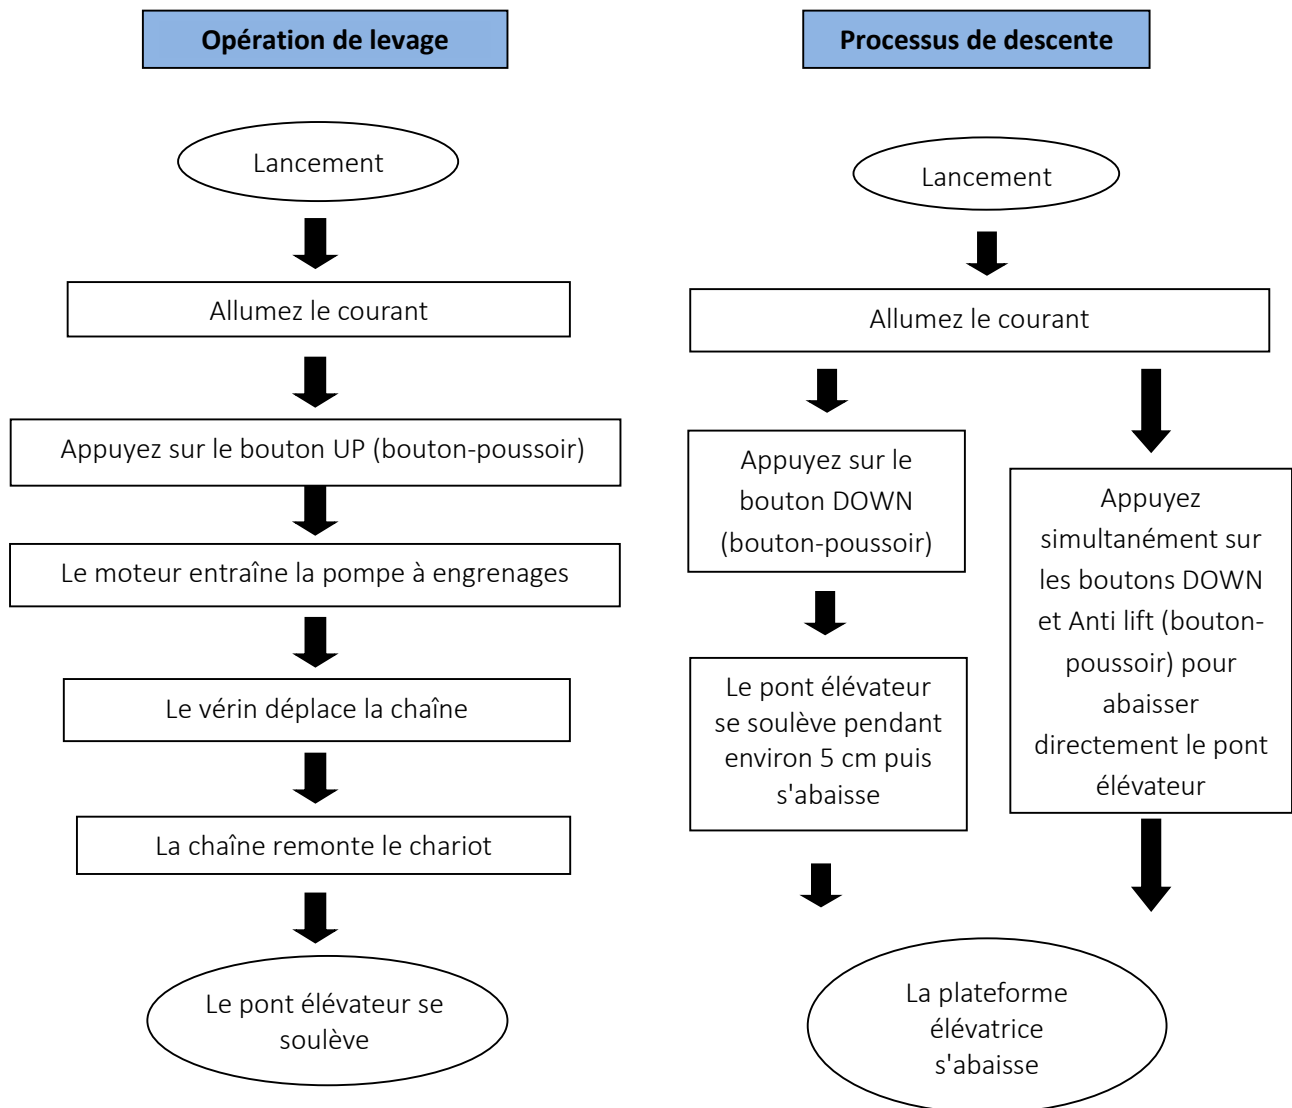 Opération de levage
Lancement
Allumez le courant
Appuyez sur le bouton UP (bouton-poussoir)
Le moteur entraîne la pompe à engrenages
Le vérin déplace la chaîne
La chaîne remonte le chariot
Le pont élévateur se
soulève
Processus de descente
Lancement
Allumez le courant
Appuyez sur le
bouton DOWN
(bouton-poussoir)
Le pont élévateur
se soulève pendant
environ 5 cm puis
s'abaisse
Appuyez
simultanément sur
les boutons DOWN
et Anti lift (bouton-
poussoir) pour
abaisser
directement le pont
élévateur
La plateforme
élévatrice
s'abaisse